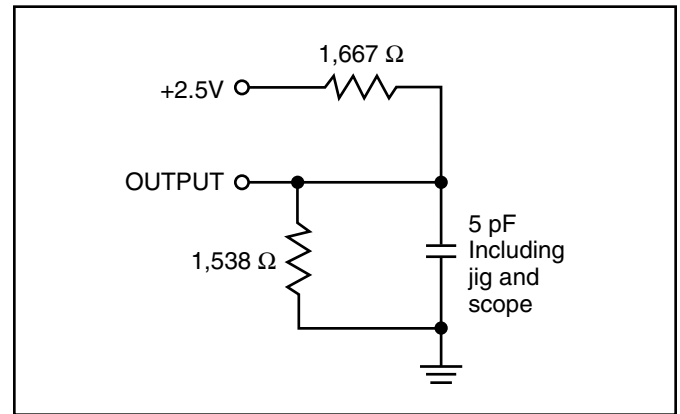 1,667 Ω
+2.5V
OUTPUT
1,538 Ω
5 pF
Including
jig and
scope